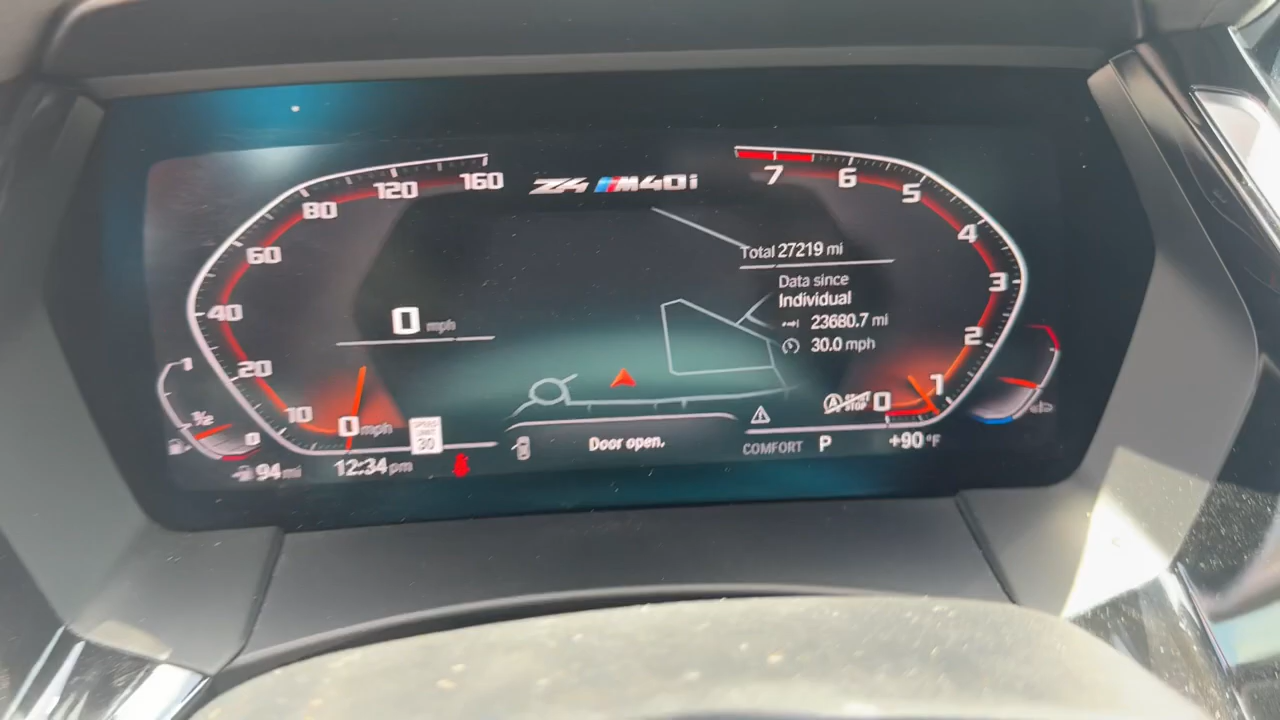 Z4 M40i
160
120
80
60
40
20
10
0 mph
0 mph
7
6
5
4
3
2
1
0
Total 27219 mi
Data since
Individual
23680.7 mi
30.0 mph
1
1/2
0
94 mi
12:34 pm
SPEED
LIMIT
30
Door open.
COMFORT P
+90 °F